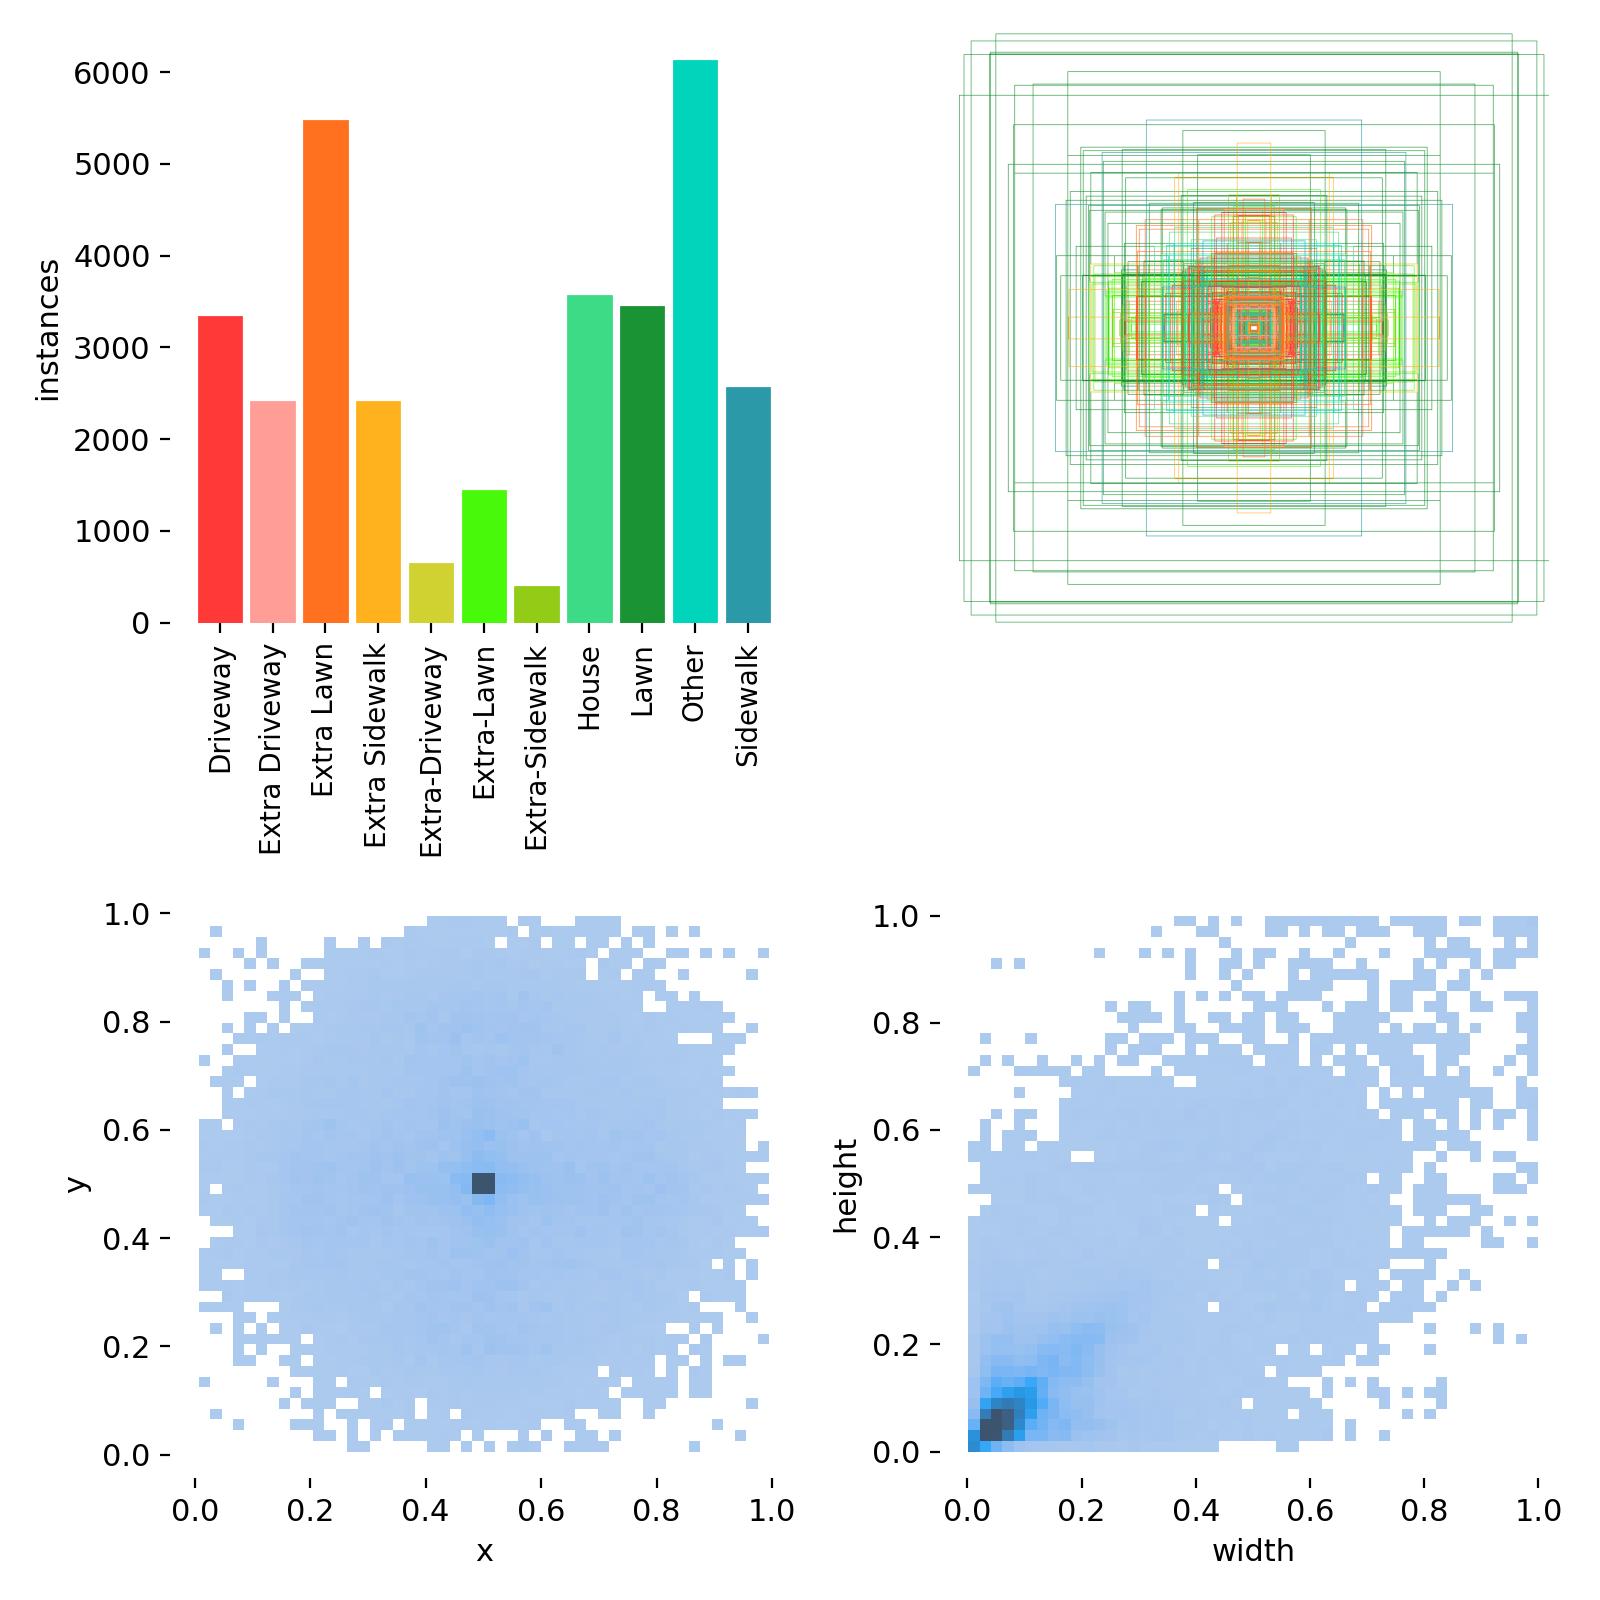 6000
5000
4000
3000
2000
1000
0
instances
Driveway
Extra Driveway
Extra Lawn
Extra Sidewalk
Extra-Driveway
Extra-Lawn
Extra-Sidewalk
House
Lawn
Other
Sidewalk
1.0
0.8
0.6
0.4
0.2
0.0
y
0.0 0.2 0.4 0.6 0.8 1.0
x
1.0
0.8
0.6
0.4
0.2
0.0
height
0.0 0.2 0.4 0.6 0.8 1.0
width